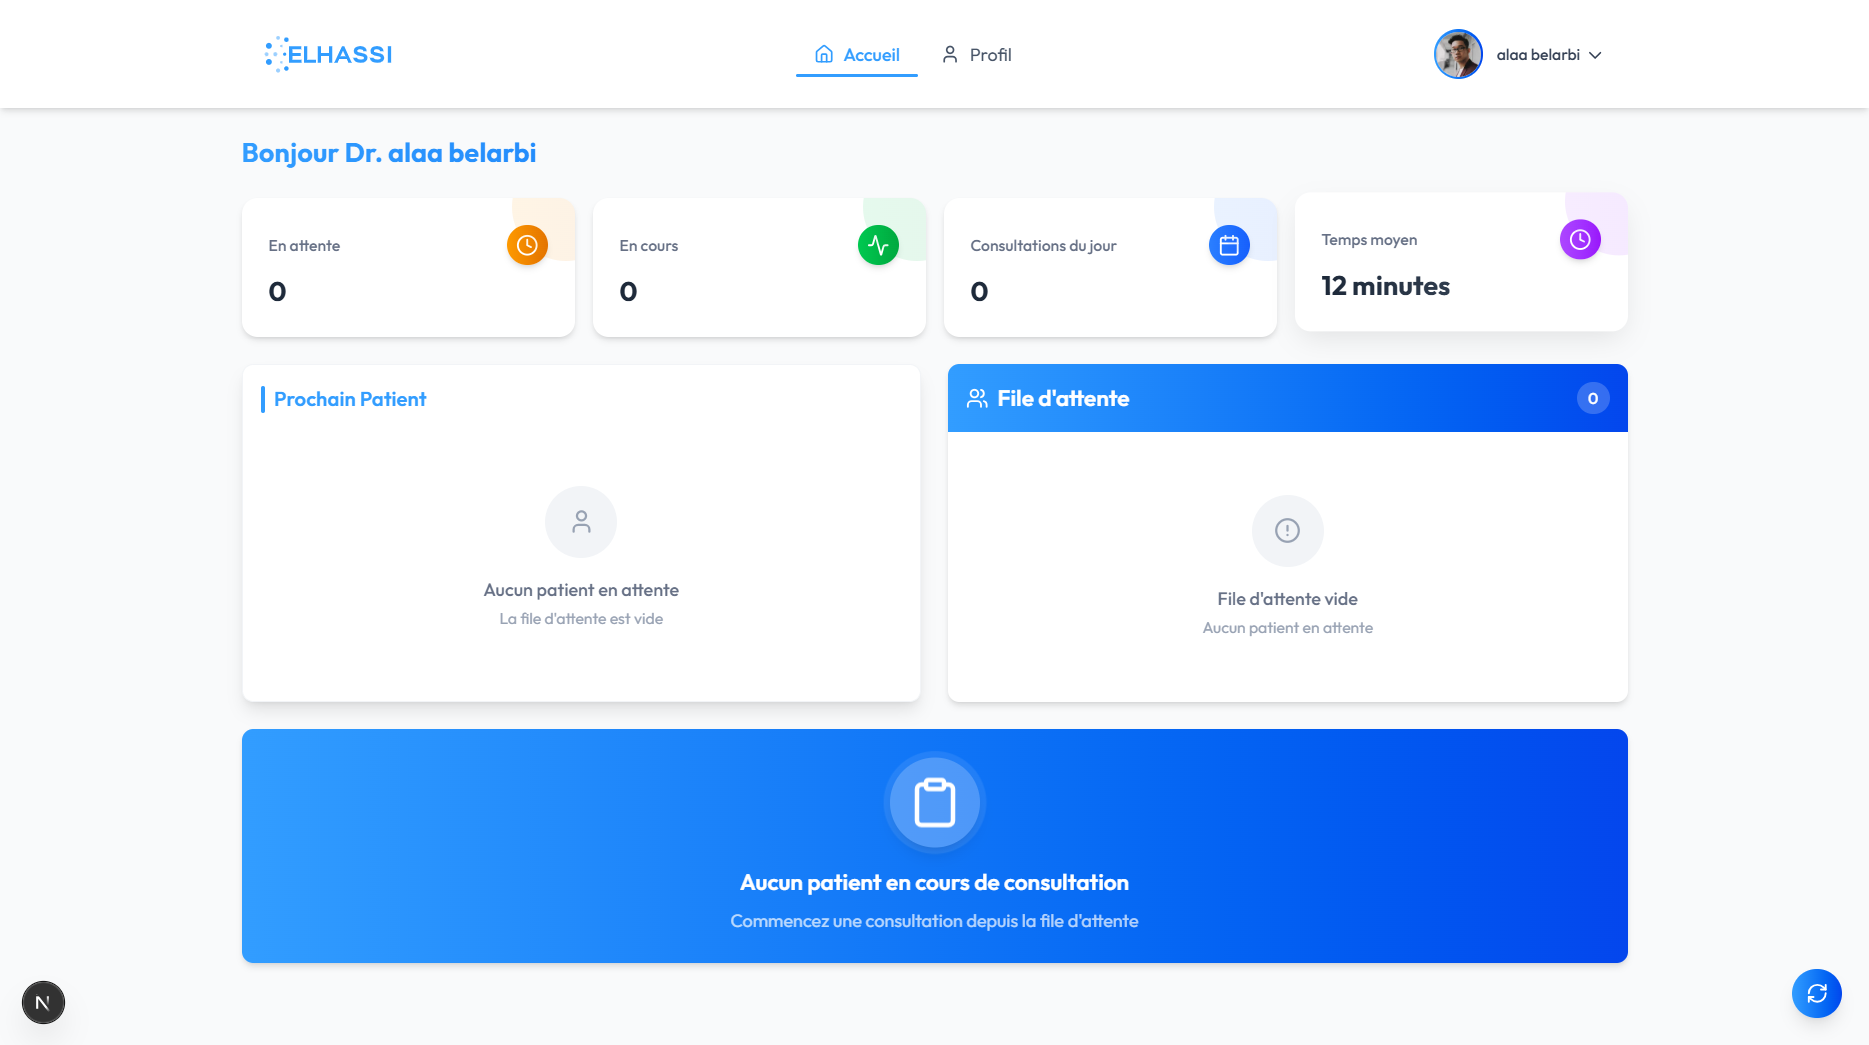 ELHASSI
Accueil
Profil
alaa belarbi
Bonjour Dr. alaa belarbi
En attente
0
En cours
0
Consultations du jour
0
Temps moyen
12 minutes
Prochain Patient
Aucun patient en attente
La file d'attente est vide
File d'attente
0
File d'attente vide
Aucun patient en attente
Aucun patient en cours de consultation
Commencez une consultation depuis la file d'attente
N